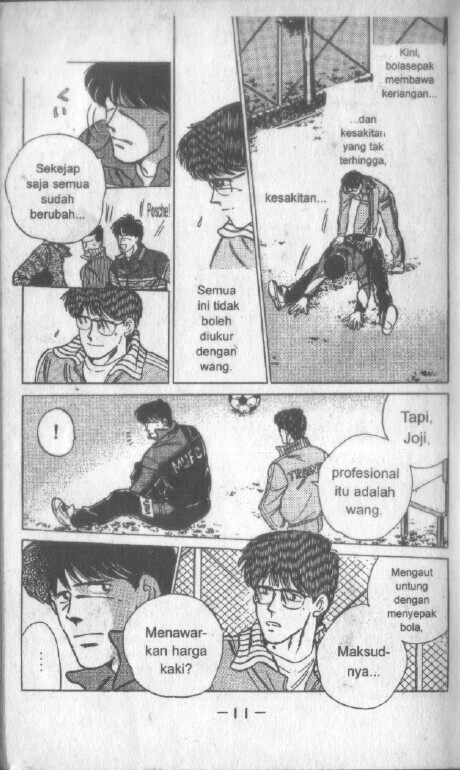 Kini,
bolasepak
membawa
keriangan...
...dan
kesakitan
yang tak
terhingga,
kesakitan...
Semua
ini tidak
boleh
diukur
dengan
wang.
Sekejap
saja semua
sudah
berubah...
Posche!
Tapi,
Joji,
profesional
itu adalah
wang.
!
Mengaut
untung
dengan
menyepak
bola,
Maksud-
nya...
Menawar-
kan harga
kaki?
.....
-11-